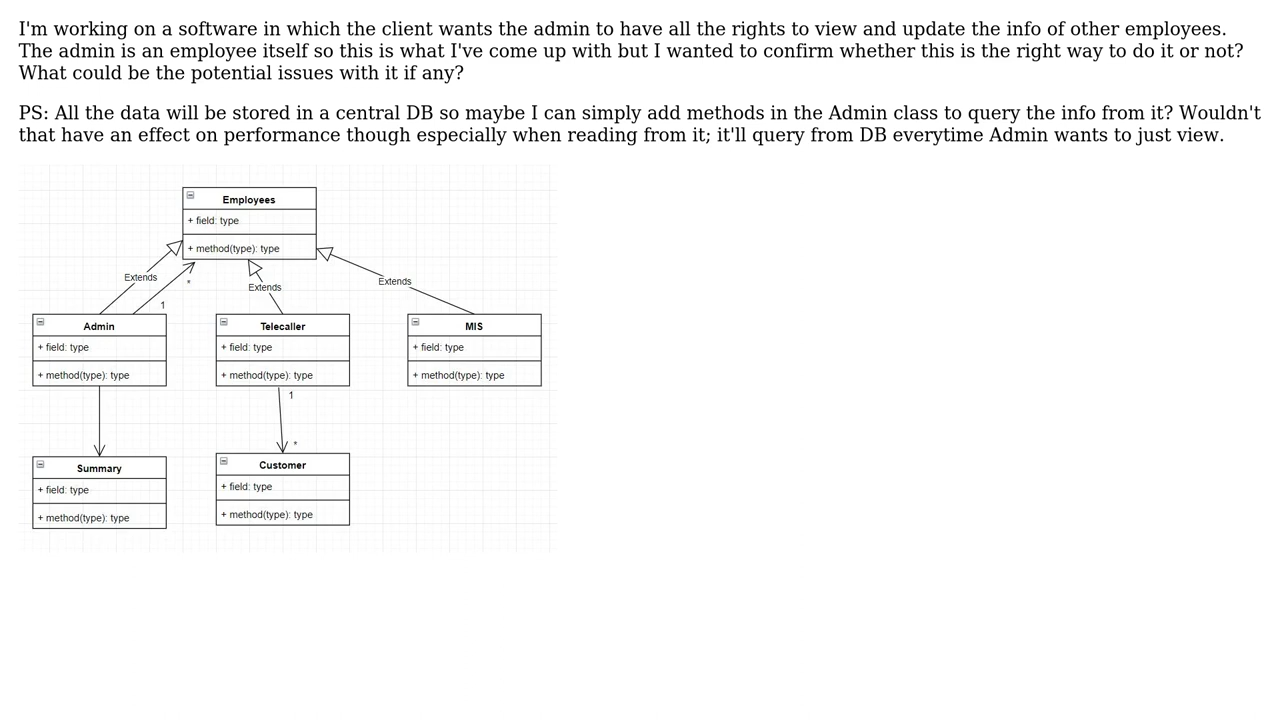 I'm working on a software in which the client wants the admin to have all the rights to view and update the info of other employees.
The admin is an employee itself so this is what I've come up with but I wanted to confirm whether this is the right way to do it or not?
What could be the potential issues with it if any?
PS: All the data will be stored in a central DB so maybe I can simply add methods in the Admin class to query the info from it? Wouldn't
that have an effect on performance though especially when reading from it; it'll query from DB everytime Admin wants to just view.
Employees
+ field: type
+ method(type): type
Extends
Extends
Extends
*
1
Admin
+ field: type
+ method(type): type
Telecaller
+ field: type
+ method(type): type
MIS
+ field: type
+ method(type): type
1
*
Summary
+ field: type
+ method(type): type
Customer
+ field: type
+ method(type): type